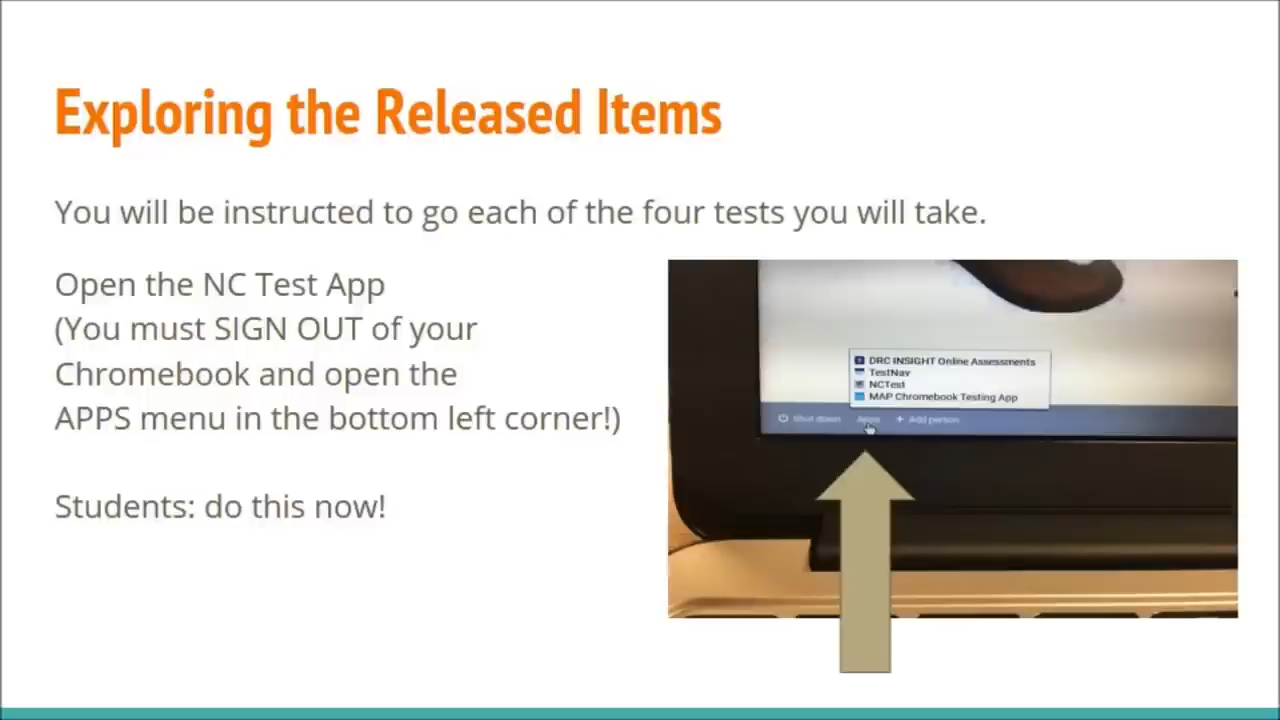 Exploring the Released Items
You will be instructed to go each of the four tests you will take.
Open the NC Test App
(You must SIGN OUT of your
Chromebook and open the
APPS menu in the bottom left corner!)
Students: do this now!
DRC INSIGHT Online Assessments
TestNav
NCTest
MAP Chromebook Testing App
Shut down Apps + Add person